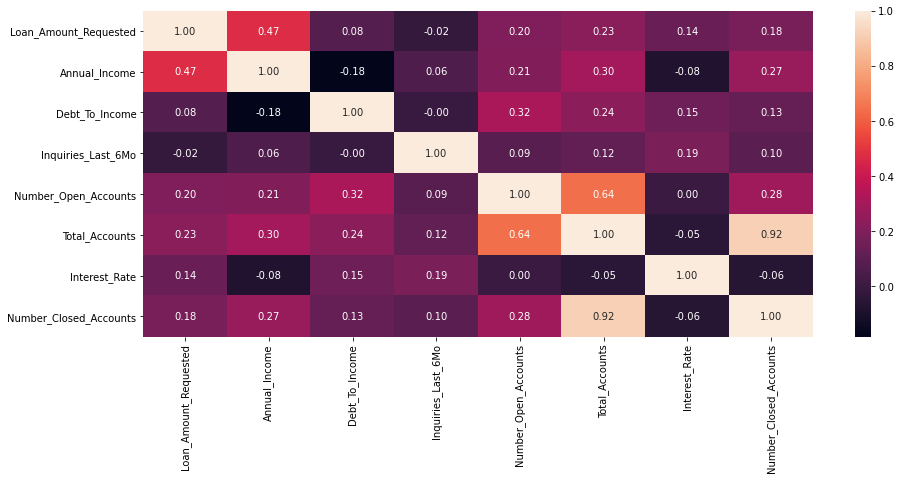 Loan_Amount_Requested 1.00 0.47 0.08 -0.02 0.20 0.23 0.14 0.18
Annual_Income 0.47 1.00 -0.18 0.06 0.21 0.30 -0.08 0.27
Debt_To_Income 0.08 -0.18 1.00 -0.00 0.32 0.24 0.15 0.13
Inquiries_Last_6Mo -0.02 0.06 -0.00 1.00 0.09 0.12 0.19 0.10
Number_Open_Accounts 0.20 0.21 0.32 0.09 1.00 0.64 0.00 0.28
Total_Accounts 0.23 0.30 0.24 0.12 0.64 1.00 -0.05 0.92
Interest_Rate 0.14 -0.08 0.15 0.19 0.00 -0.05 1.00 -0.06
Number_Closed_Accounts 0.18 0.27 0.13 0.10 0.28 0.92 -0.06 1.00
Loan_Amount_Requested
Annual_Income
Debt_To_Income
Inquiries_Last_6Mo
Number_Open_Accounts
Total_Accounts
Interest_Rate
Number_Closed_Accounts
1.0
0.8
0.6
0.4
0.2
0.0